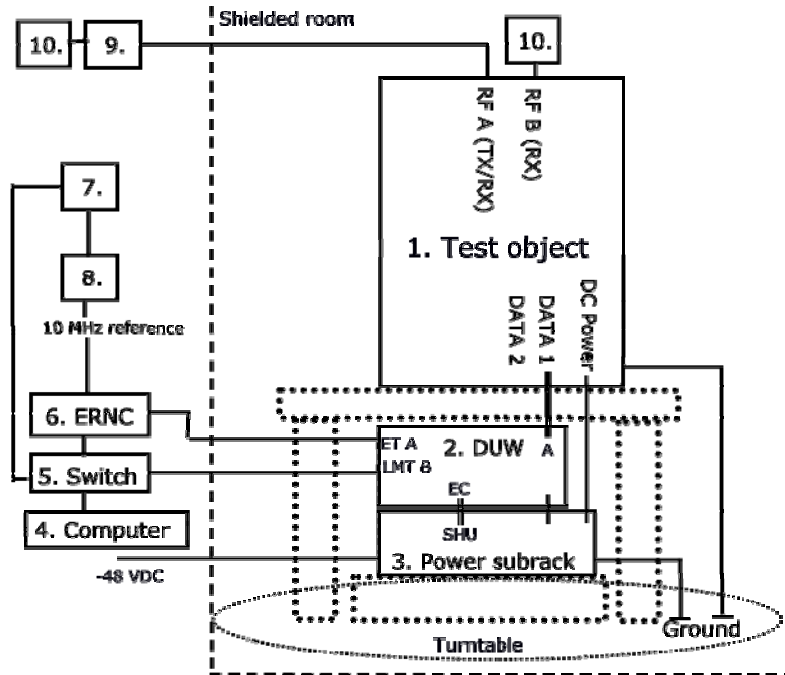 Shielded room
10.
9.
10.
RF A (TX/RX)
RF B (RX)
7.
1. Test object
8.
10 MHz reference
DATA 2
DATA 1
DC Power
6. ERNC
ET A
2. DUW
A
LMT B
5. Switch
EC
4. Computer
SHU
3. Power subrack
-48 VDC
Ground
Turntable